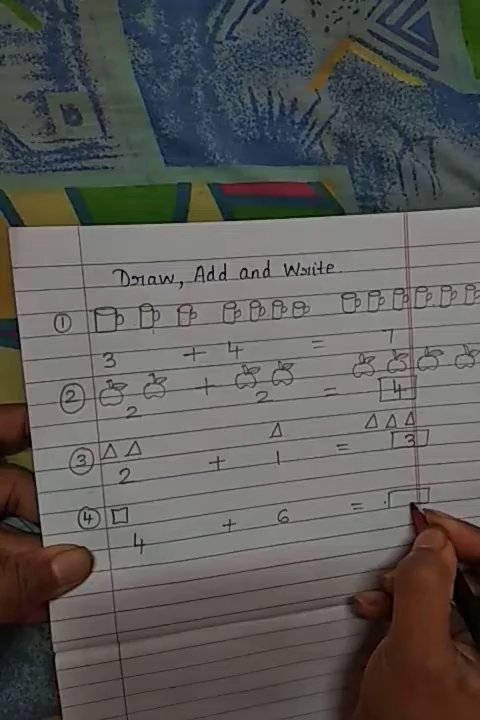 Draw, Add and Write
① 
3 + 4 = 7
② +
2 2 = 4
③
2 + 1 = 3
④
4 + 6 =